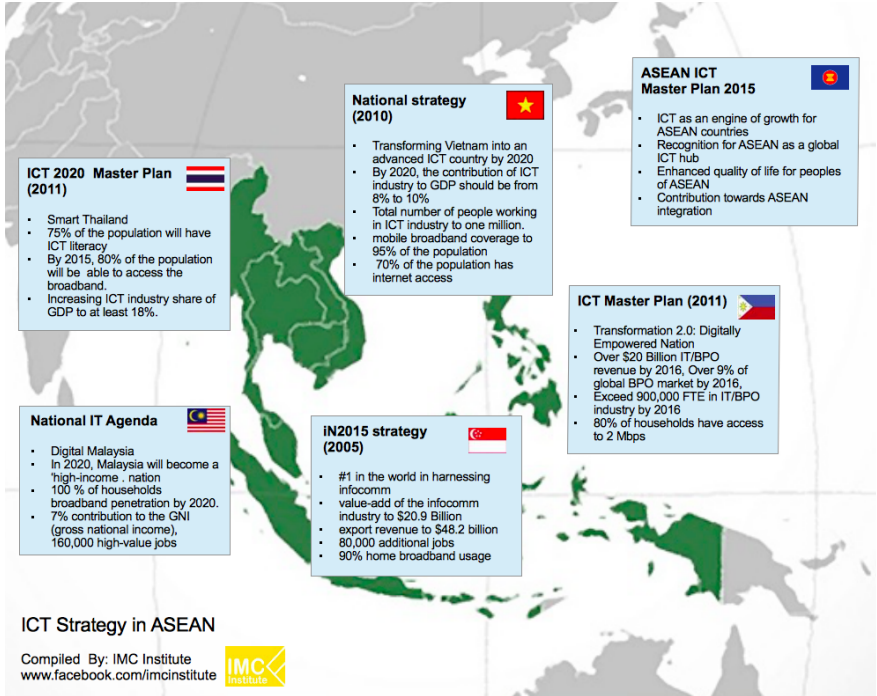 ASEAN ICT
Master Plan 2015
▪ ICT as an engine of growth for
ASEAN countries
▪ Recognition for ASEAN as a global
ICT hub
▪ Enhanced quality of life for peoples
of ASEAN
▪ Contribution towards ASEAN
integration
National strategy
(2010)
▪ Transforming Vietnam into an
advanced ICT country by 2020
▪ By 2020, the contribution of ICT
industry to GDP should be from
8% to 10%
▪ Total number of people working
in ICT industry to one million.
▪ mobile broadband coverage to
95% of the population
▪ 70% of the population has
internet access
ICT 2020 Master Plan
(2011)
▪ Smart Thailand
▪ 75% of the population will have
ICT literacy
▪ By 2015, 80% of the population
will be able to access the
broadband.
▪ Increasing ICT industry share of
GDP to at least 18%.
ICT Master Plan (2011)
▪ Transformation 2.0: Digitally
Empowered Nation
▪ Over $20 Billion IT/BPO
revenue by 2016, Over 9% of
global BPO market by 2016,
▪ Exceed 900,000 FTE in IT/BPO
industry by 2016
▪ 80% of households have access
to 2 Mbps
National IT Agenda
▪ Digital Malaysia
▪ In 2020, Malaysia will become a
'high-income . nation
▪ 100 % of households
broadband penetration by 2020.
▪ 7% contribution to the GNI
(gross national income),
160,000 high-value jobs
iN2015 strategy
(2005)
▪ #1 in the world in harnessing
infocomm
▪ value-add of the infocomm
industry to $20.9 Billion
▪ export revenue to $48.2 billion
▪ 80,000 additional jobs
▪ 90% home broadband usage
ICT Strategy in ASEAN
Compiled By: IMC Institute
www.facebook.com/imcinstitute
IMC
Institute